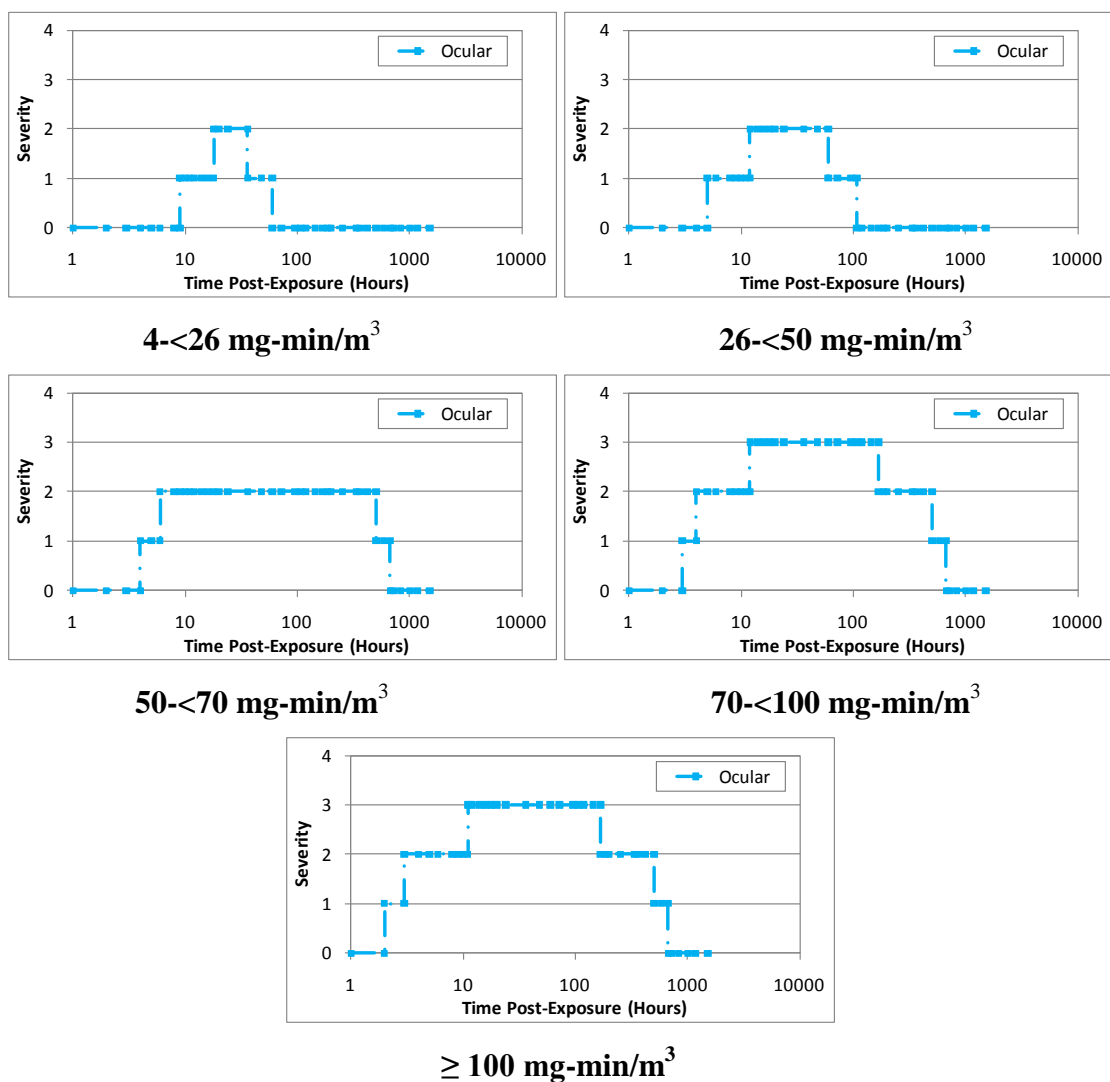 4
3
2
1
0
Severity
Ocular
1 10 100 1000 10000
Time Post-Exposure (Hours)
4-<26 mg-min/m³
4
3
2
1
0
Severity
Ocular
1 10 100 1000 10000
Time Post-Exposure (Hours)
26-<50 mg-min/m³
4
3
2
1
0
Severity
Ocular
1 10 100 1000 10000
Time Post-Exposure (Hours)
50-<70 mg-min/m³
4
3
2
1
0
Severity
Ocular
1 10 100 1000 10000
Time Post-Exposure (Hours)
70-<100 mg-min/m³
4
3
2
1
0
Severity
Ocular
1 10 100 1000 10000
Time Post-Exposure (Hours)
≥ 100 mg-min/m³